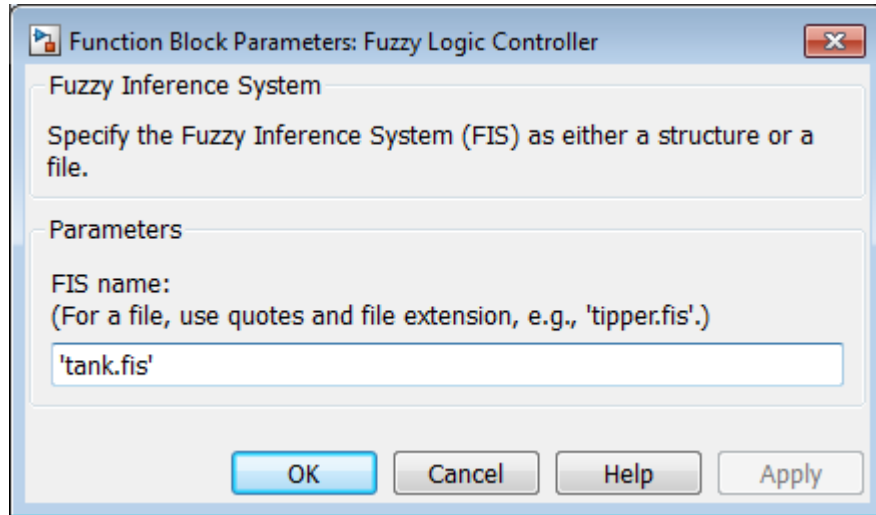 Function Block Parameters: Fuzzy Logic Controller
Fuzzy Inference System
Specify the Fuzzy Inference System (FIS) as either a structure or a
file.
Parameters
FIS name:
(For a file, use quotes and file extension, e.g., 'tipper.fis'.)
'tank.fis'
OK Cancel Help Apply